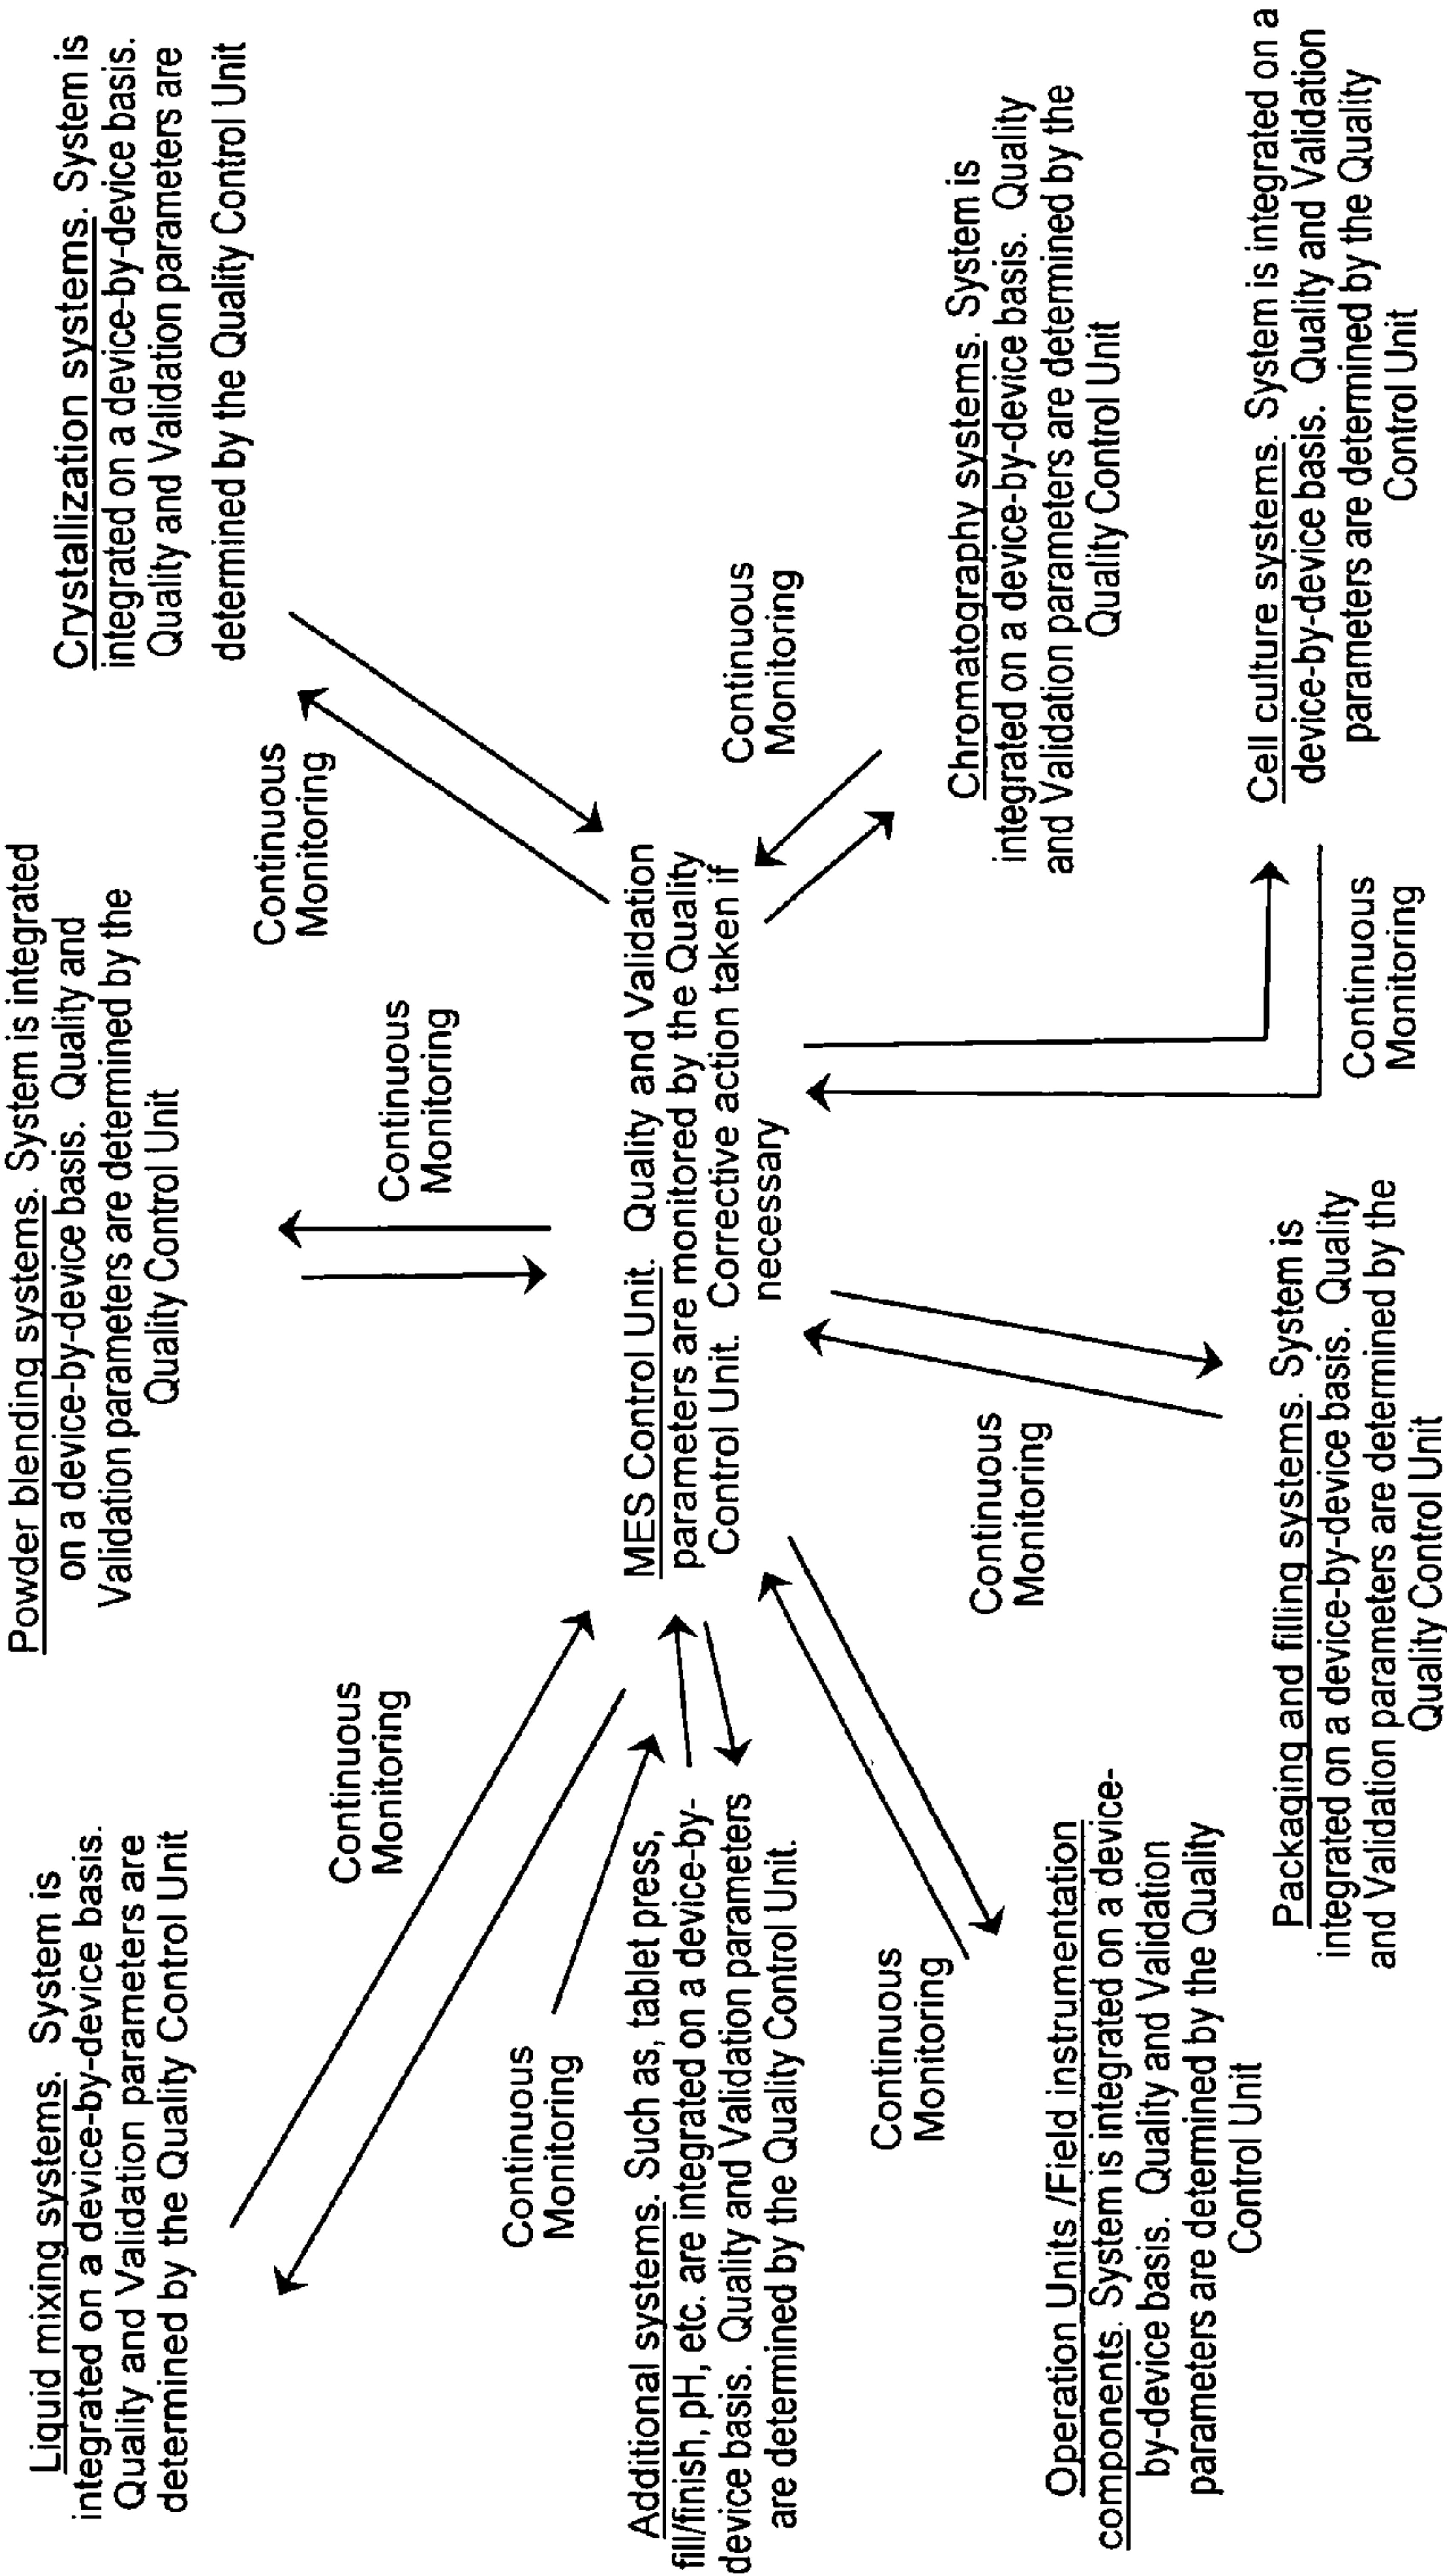 Liquid mixing systems. System is
integrated on a device-by-device basis.
Quality and Validation parameters are
determined by the Quality Control Unit
Powder blending systems. System is integrated
on a device-by-device basis. Quality and
Validation parameters are determined by the
Quality Control Unit
Crystallization systems. System is
integrated on a device-by-device basis.
Quality and Validation parameters are
determined by the Quality Control Unit
Continuous
Monitoring
Continuous
Monitoring
Continuous
Monitoring
Continuous
Monitoring
Additional systems. Such as, tablet press,
fill/finish, pH, etc. are integrated on a device-by-
device basis. Quality and Validation parameters
are determined by the Quality Control Unit.
MES Control Unit. Quality and Validation
parameters are monitored by the Quality
Control Unit. Corrective action taken if
necessary
Continuous
Monitoring
Chromatography systems. System is
integrated on a device-by-device basis. Quality
and Validation parameters are determined by the
Quality Control Unit
Continuous
Monitoring
Continuous
Monitoring
Operation Units /Field instrumentation
components. System is integrated on a device-
by-device basis. Quality and Validation
parameters are determined by the Quality
Control Unit
Packaging and filling systems. System is
integrated on a device-by-device basis. Quality
and Validation parameters are determined by the
Quality Control Unit
Continuous
Monitoring
Cell culture systems. System is integrated on a
device-by-device basis. Quality and Validation
parameters are determined by the Quality
Control Unit